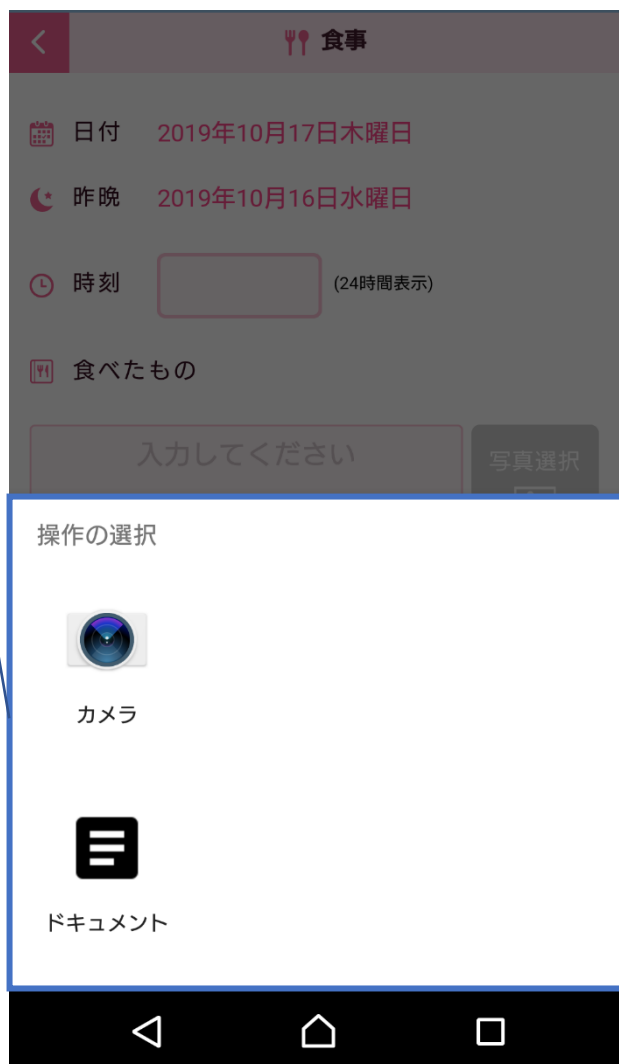 食事
日付 2019年10月17日木曜日
昨晩 2019年10月16日水曜日
時刻 (24時間表示)
食べたもの
入力してください 写真選択
操作の選択
カメラ
ドキュメント